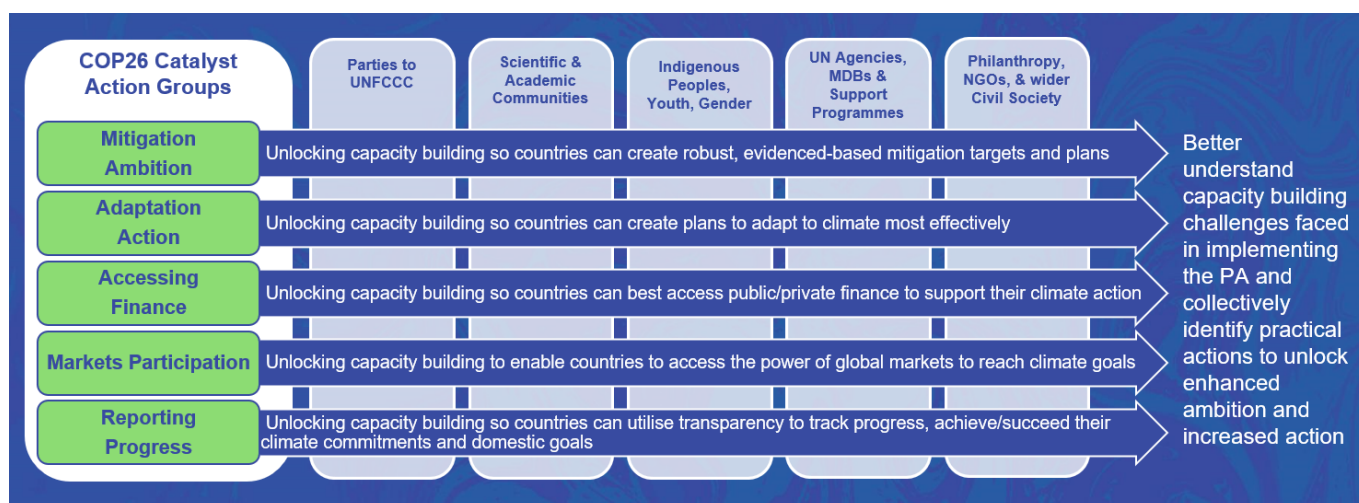 COP26 Catalyst
Action Groups
Parties to
UNFCCC
Scientific &
Academic
Communities
Indigenous
Peoples,
Youth, Gender
UN Agencies,
MDBs &
Support
Programmes
Philanthropy,
NGOs, & wider
Civil Society
Mitigation
Ambition
Unlocking capacity building so countries can create robust, evidenced-based mitigation targets and plans
Adaptation
Action
Unlocking capacity building so countries can create plans to adapt to climate most effectively
Accessing
Finance
Unlocking capacity building so countries can best access public/private finance to support their climate action
Markets Participation
Unlocking capacity building to enable countries to access the power of global markets to reach climate goals
Reporting
Progress
Unlocking capacity building so countries can utilise transparency to track progress, achieve/succeed their
climate commitments and domestic goals
Better
understand
capacity building
challenges faced
in implementing
the PA and
collectively
identify practical
actions to unlock
enhanced
ambition and
increased action